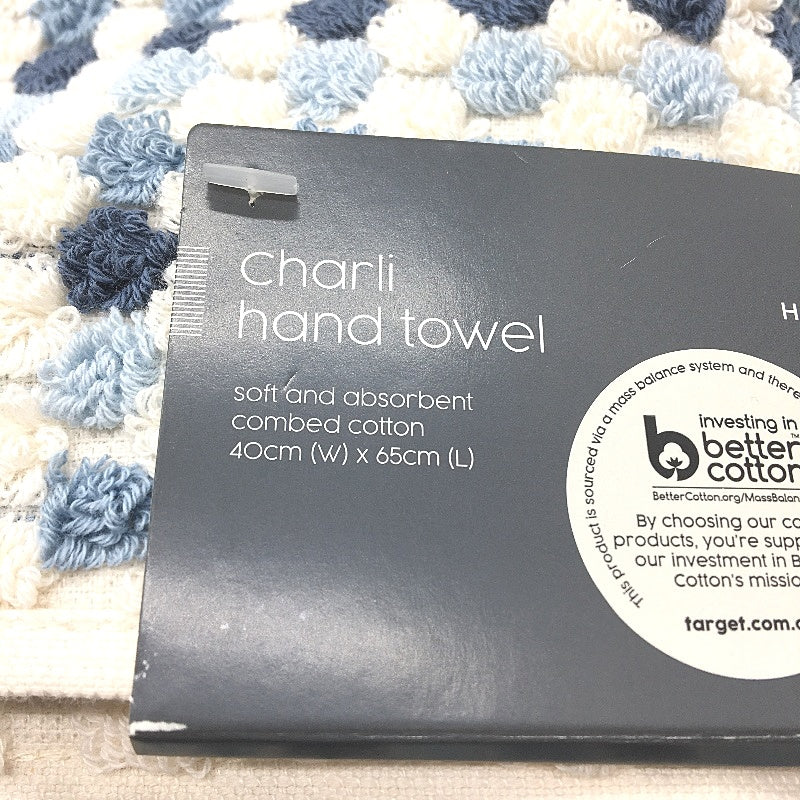 Charli
hand towel
soft and absorbent
combed cotton
40cm (W) x 65cm (L)
H
This product is sourced via a mass balance system and there
investing in
better
cotton
BetterCotton.org/MassBalan
By choosing our co
products, you're supp
our investment in B
Cotton's missio
target.com.a